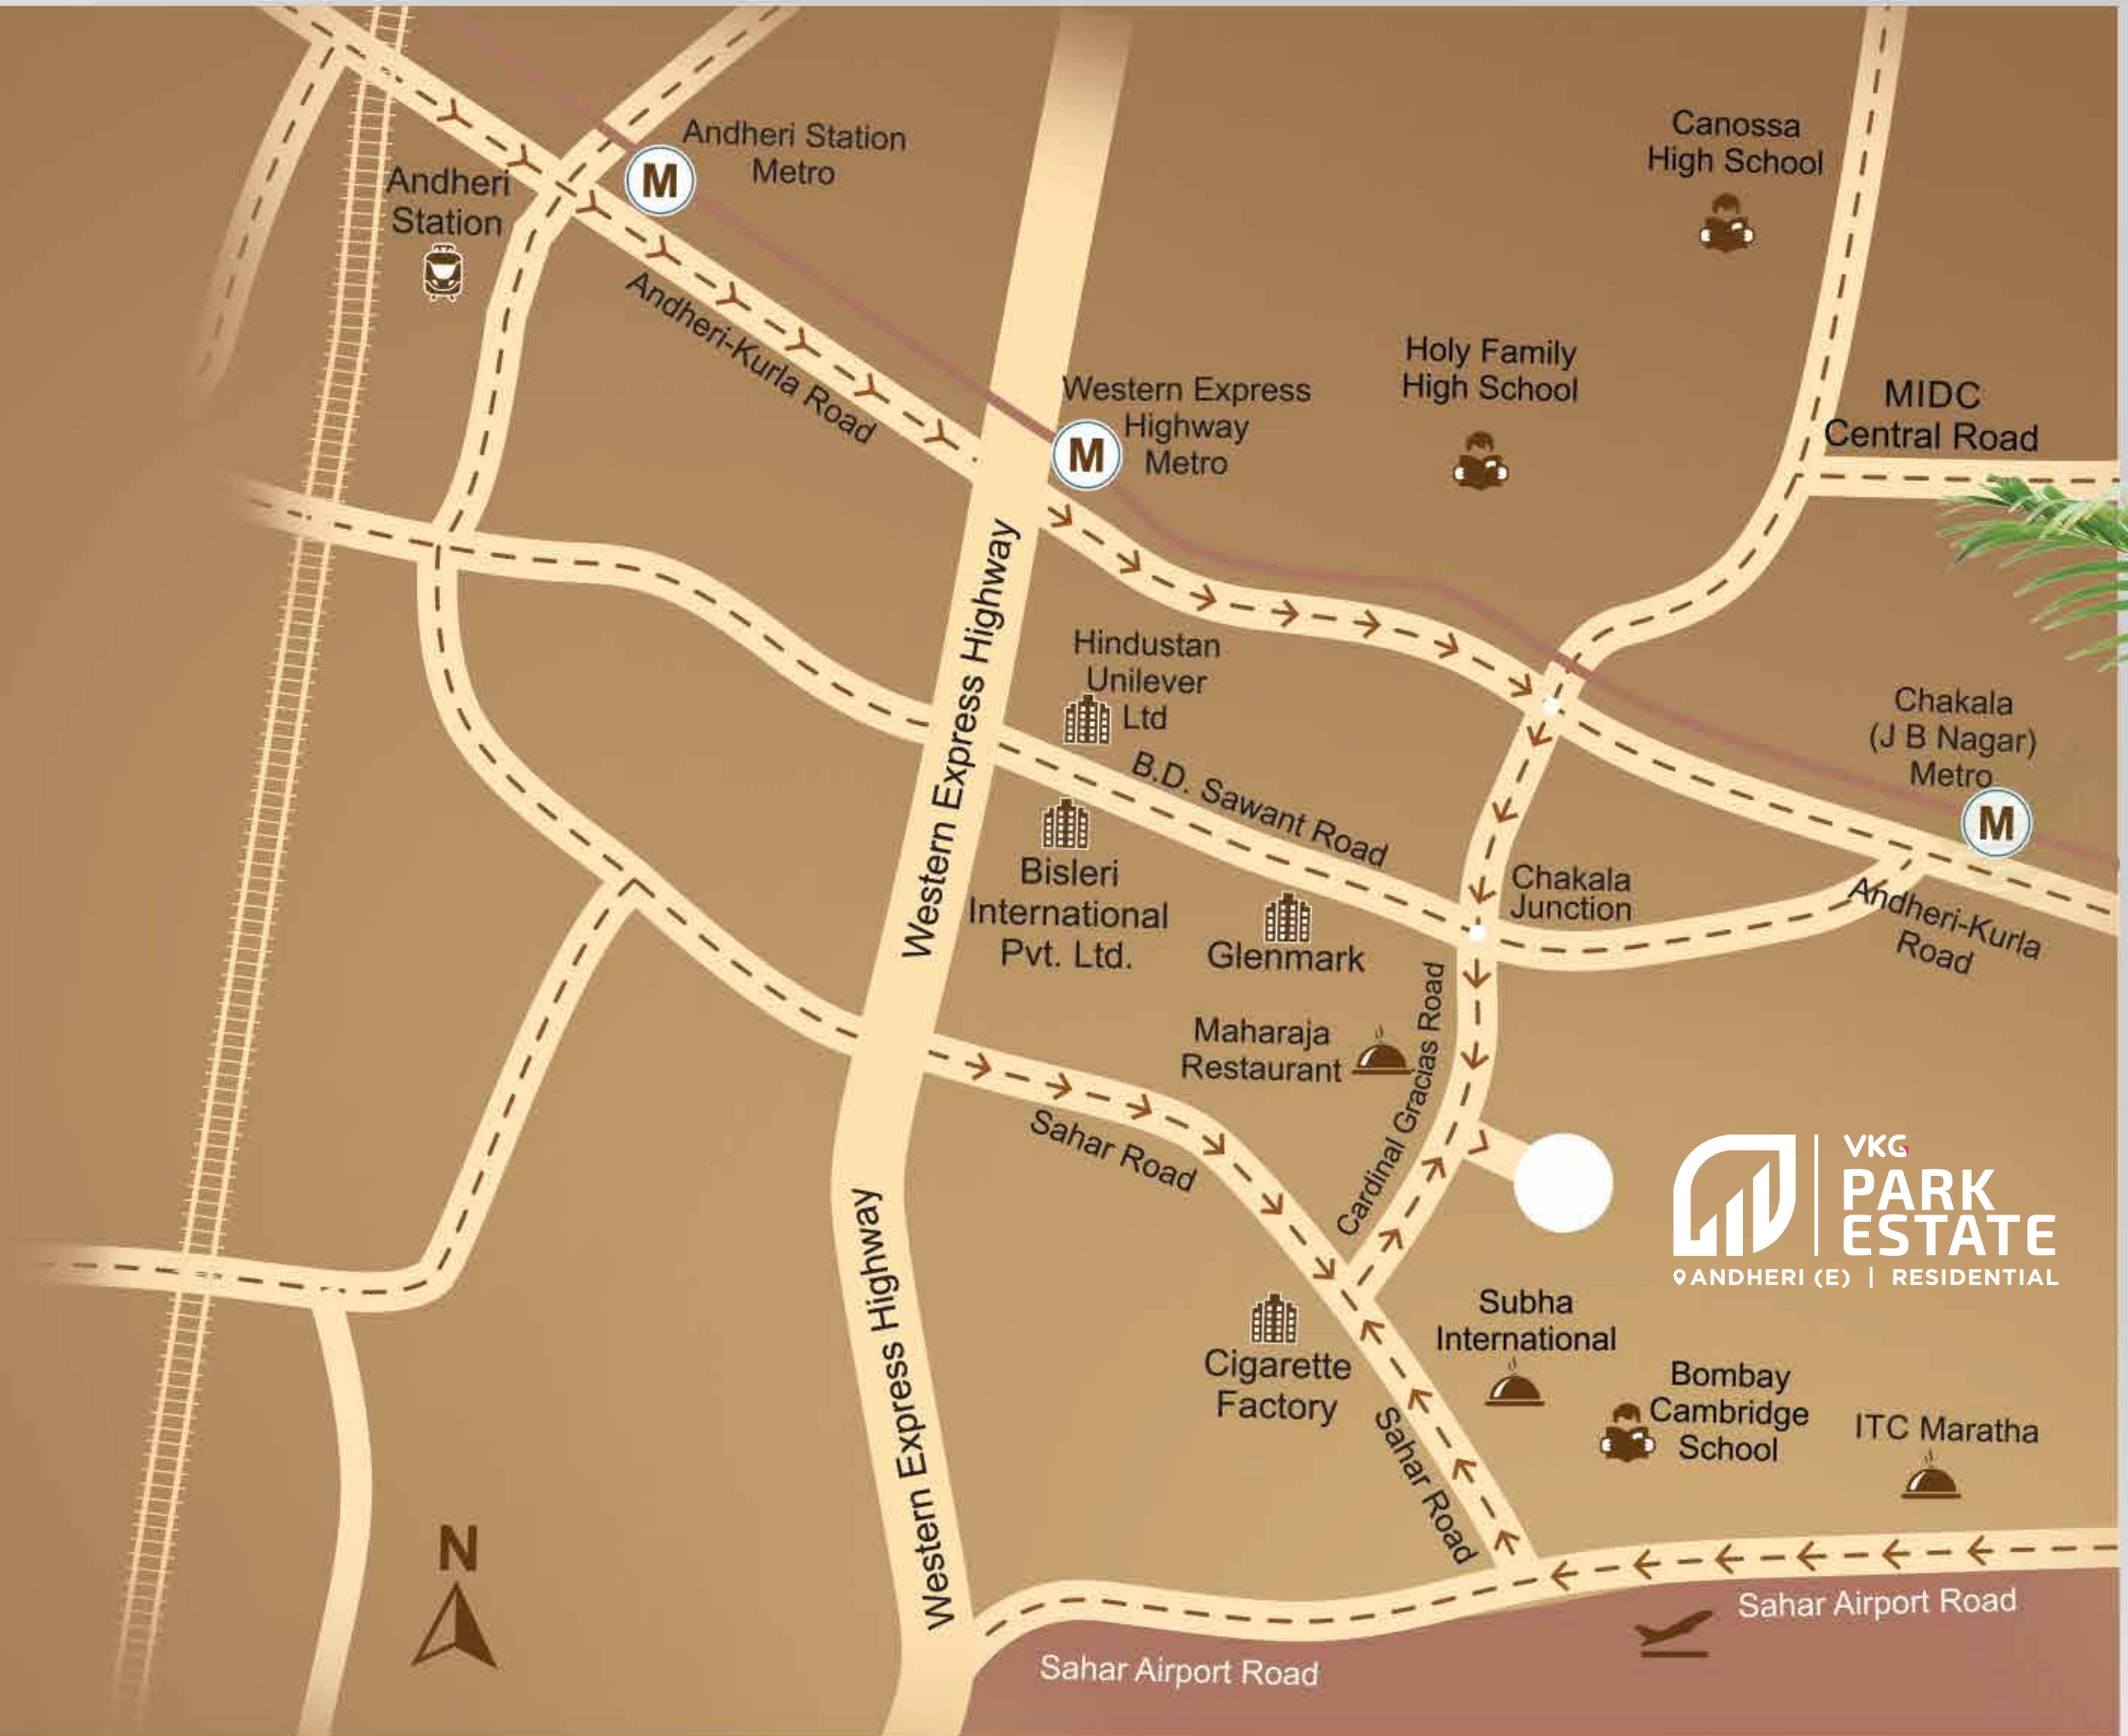 Andheri Station
Metro
Andheri
Station
M
Andheri-Kurla Road
Canossa
High School
Holy Family
High School
MIDC
Central Road
Western Express
Highway
Metro
M
Western Express Highway
Hindustan
Unilever
Ltd
B.D. Sawant Road
Chakala
(J B Nagar)
Metro
M
Bisleri
International
Pvt. Ltd.
Glenmark
Chakala
Junction
Andheri-Kurla
Road
Maharaja
Restaurant
Cardinal Gracias Road
Sahar Road
VKG
PARK
ESTATE
ANDHERI (E) | RESIDENTIAL
Western Express Highway
Cigarette
Factory
Subha
International
Bombay
Cambridge
School
ITC Maratha
Sahar Road
N
Sahar Airport Road
Sahar Airport Road